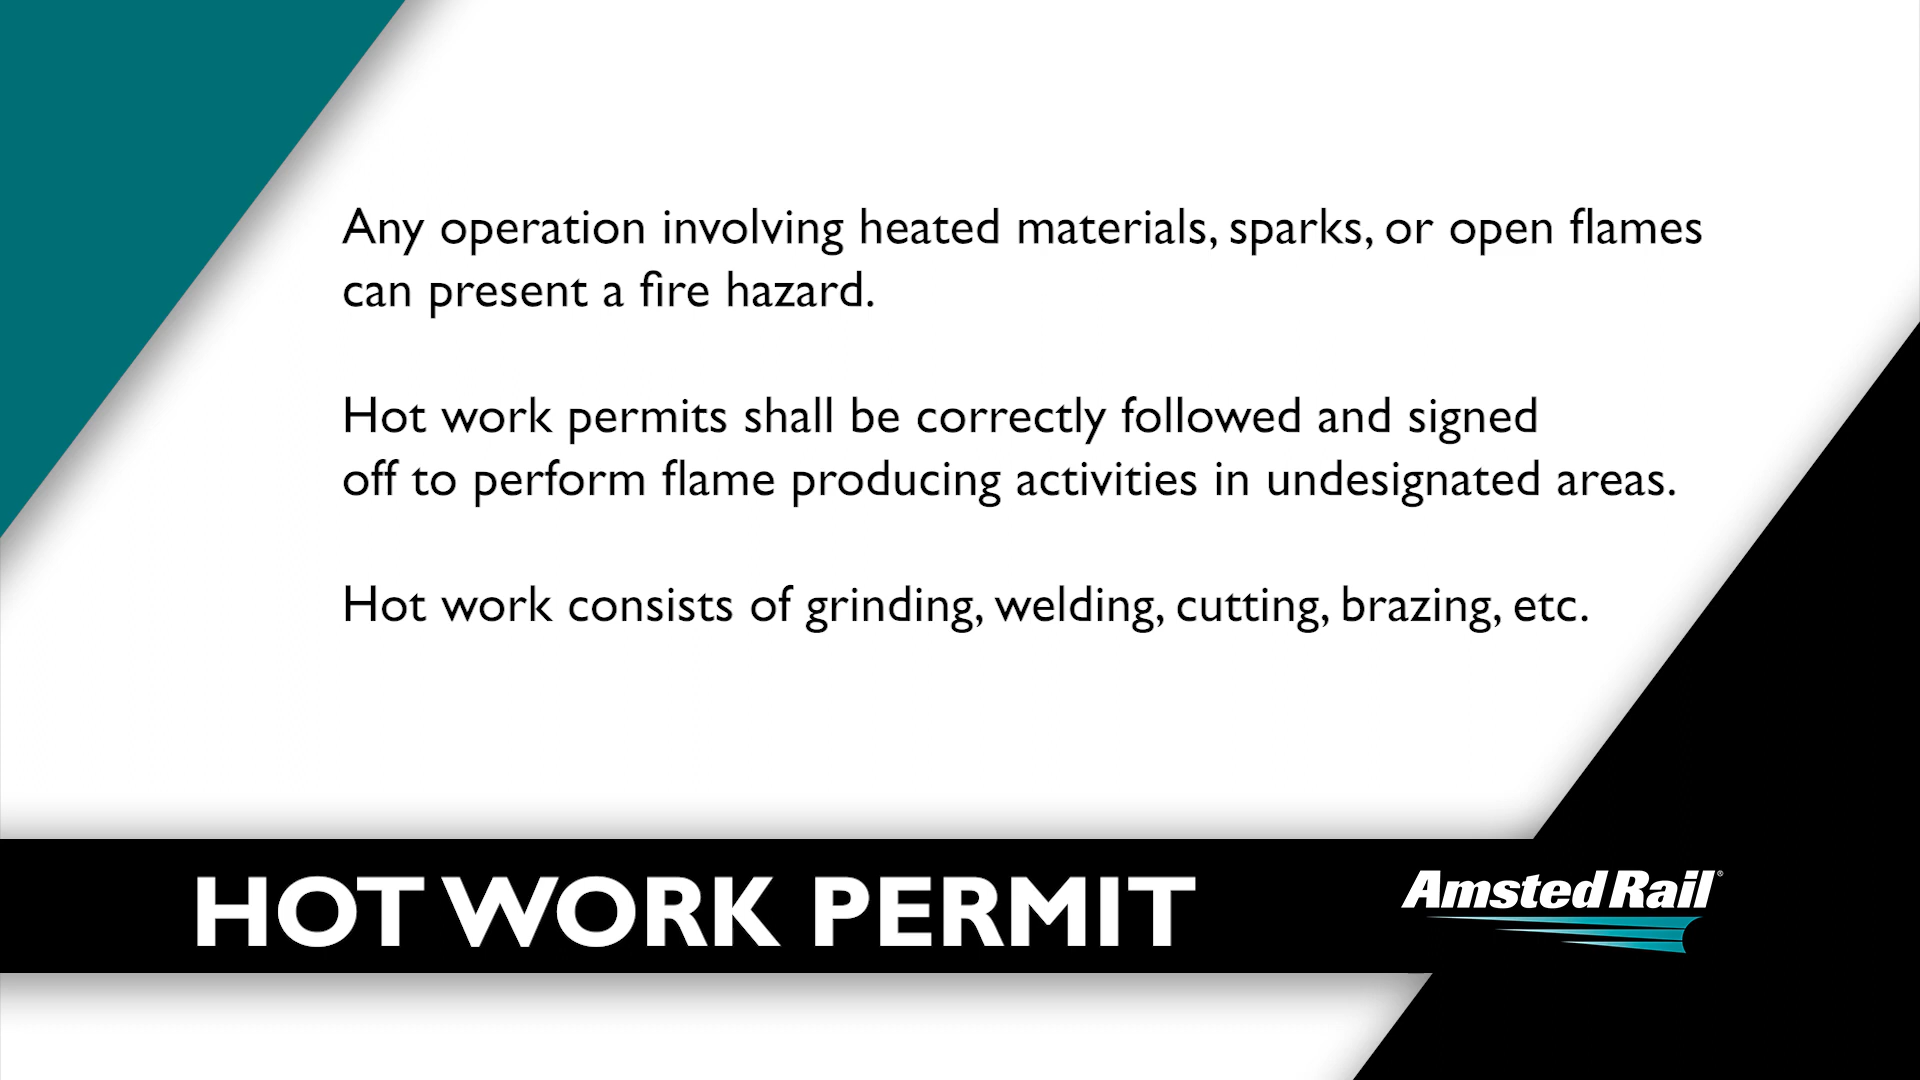 Any operation involving heated materials, sparks, or open flames
can present a fire hazard.
Hot work permits shall be correctly followed and signed
off to perform flame producing activities in undesignated areas.
Hot work consists of grinding, welding, cutting, brazing, etc.
HOT WORK PERMIT
Amsted Rail®